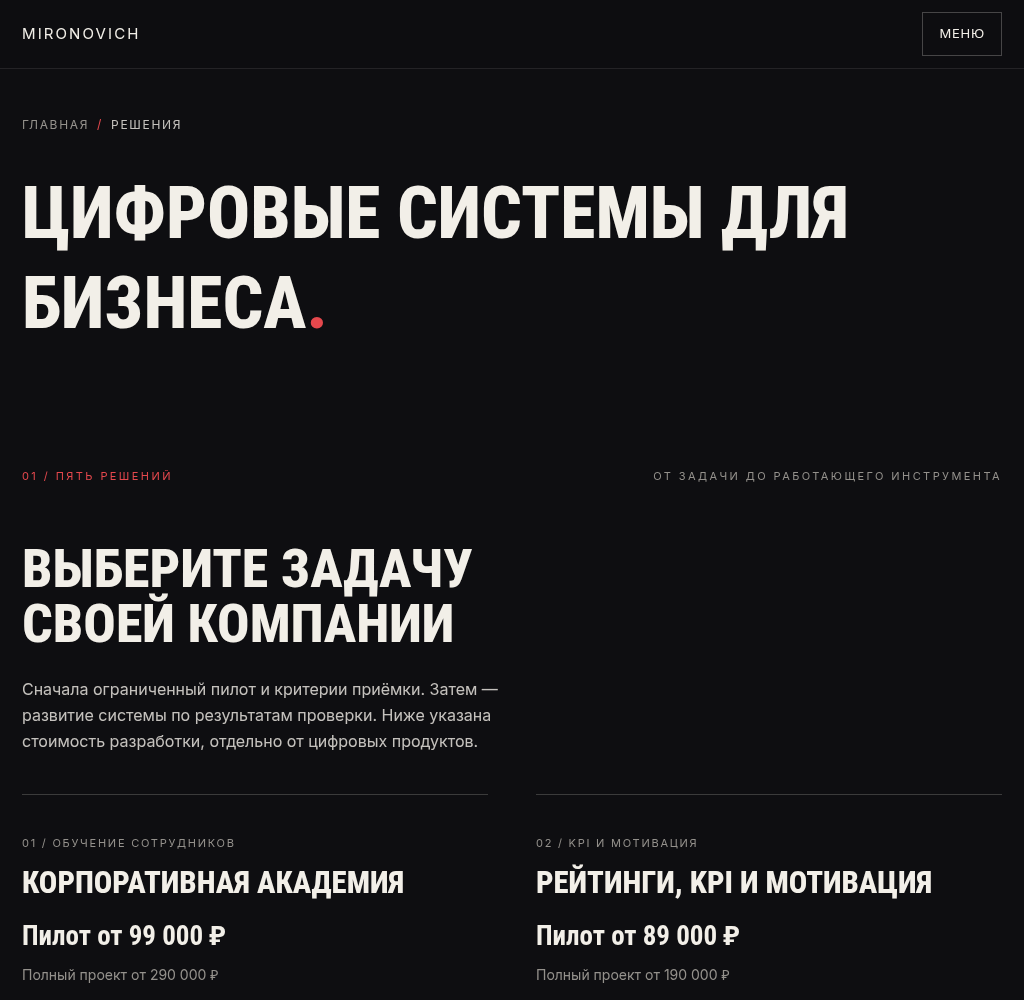 MIRONOVICH
МЕНЮ
ГЛАВНАЯ / РЕШЕНИЯ
ЦИФРОВЫЕ СИСТЕМЫ ДЛЯ
БИЗНЕСА.
01 / ПЯТЬ РЕШЕНИЙ
ОТ ЗАДАЧИ ДО РАБОТАЮЩЕГО ИНСТРУМЕНТА
ВЫБЕРИТЕ ЗАДАЧУ
СВОЕЙ КОМПАНИИ
Сначала ограниченный пилот и критерии приёмки. Затем —
развитие системы по результатам проверки. Ниже указана
стоимость разработки, отдельно от цифровых продуктов.
01 / ОБУЧЕНИЕ СОТРУДНИКОВ
КОРПОРАТИВНАЯ АКАДЕМИЯ
Пилот от 99 000 ₽
Полный проект от 290 000 ₽
02 / KPI И МОТИВАЦИЯ
РЕЙТИНГИ, KPI И МОТИВАЦИЯ
Пилот от 89 000 ₽
Полный проект от 190 000 ₽